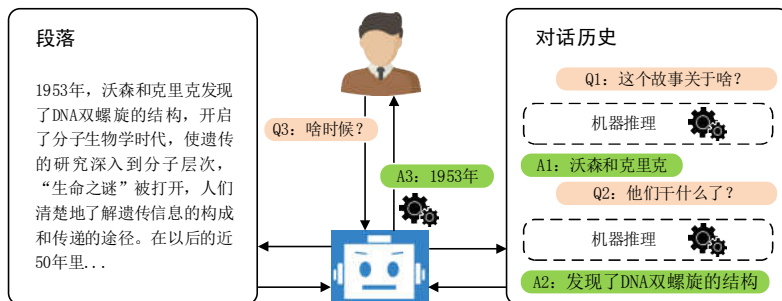 段落
1953年，沃森和克里克发现
了DNA双螺旋的结构，开启
了分子生物学时代，使遗传
的研究深入到分子层次，
“生命之谜”被打开，人们
清楚地了解遗传信息的构成
和传递的途径。在以后的近
50年里...
Q3：啥时候？
A3：1953年
对话历史
Q1：这个故事关于啥？
机器推理
A1：沃森和克里克
Q2：他们干什么了？
机器推理
A2：发现了DNA双螺旋的结构